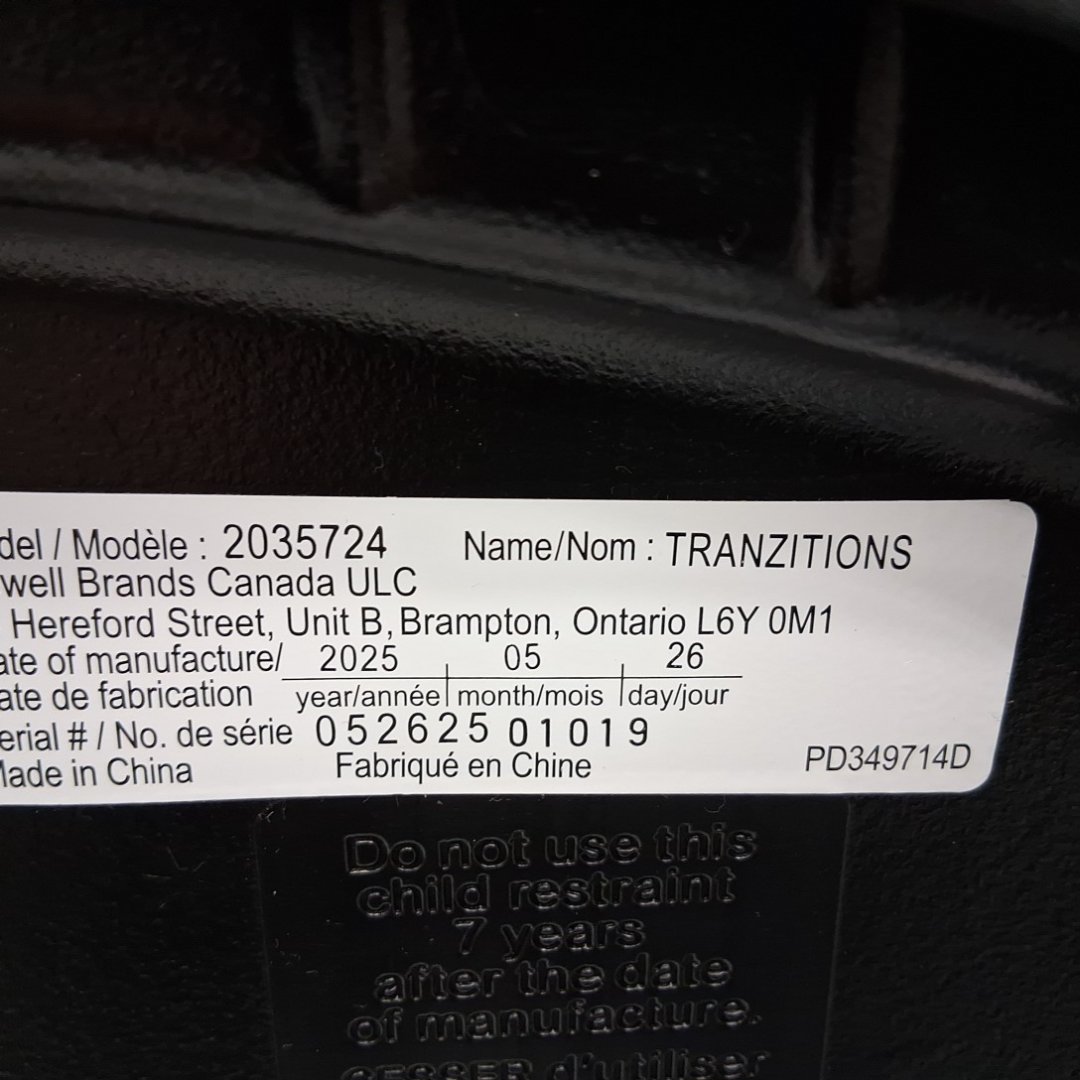 del / Modèle : 2035724 Name/Nom : TRANZITIONS
well Brands Canada ULC
Hereford Street, Unit B, Brampton, Ontario L6Y 0M1
ate of manufacture/ 2025 05 26
ate de fabrication year/année month/mois day/jour
erial # / No. de série 052625 01019
Made in China Fabriqué en Chine PD349714D
Do not use this
child restraint
7 years
after the date
of manufacture.
CESSER d'utiliser